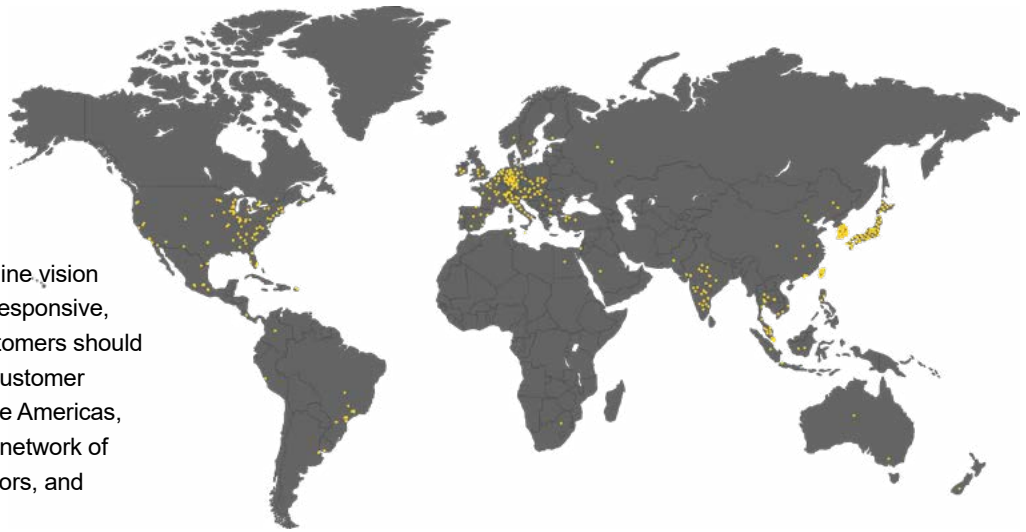 ine vision
esponsive,
tomers should
ustomer
e Americas,
network of
ors, and